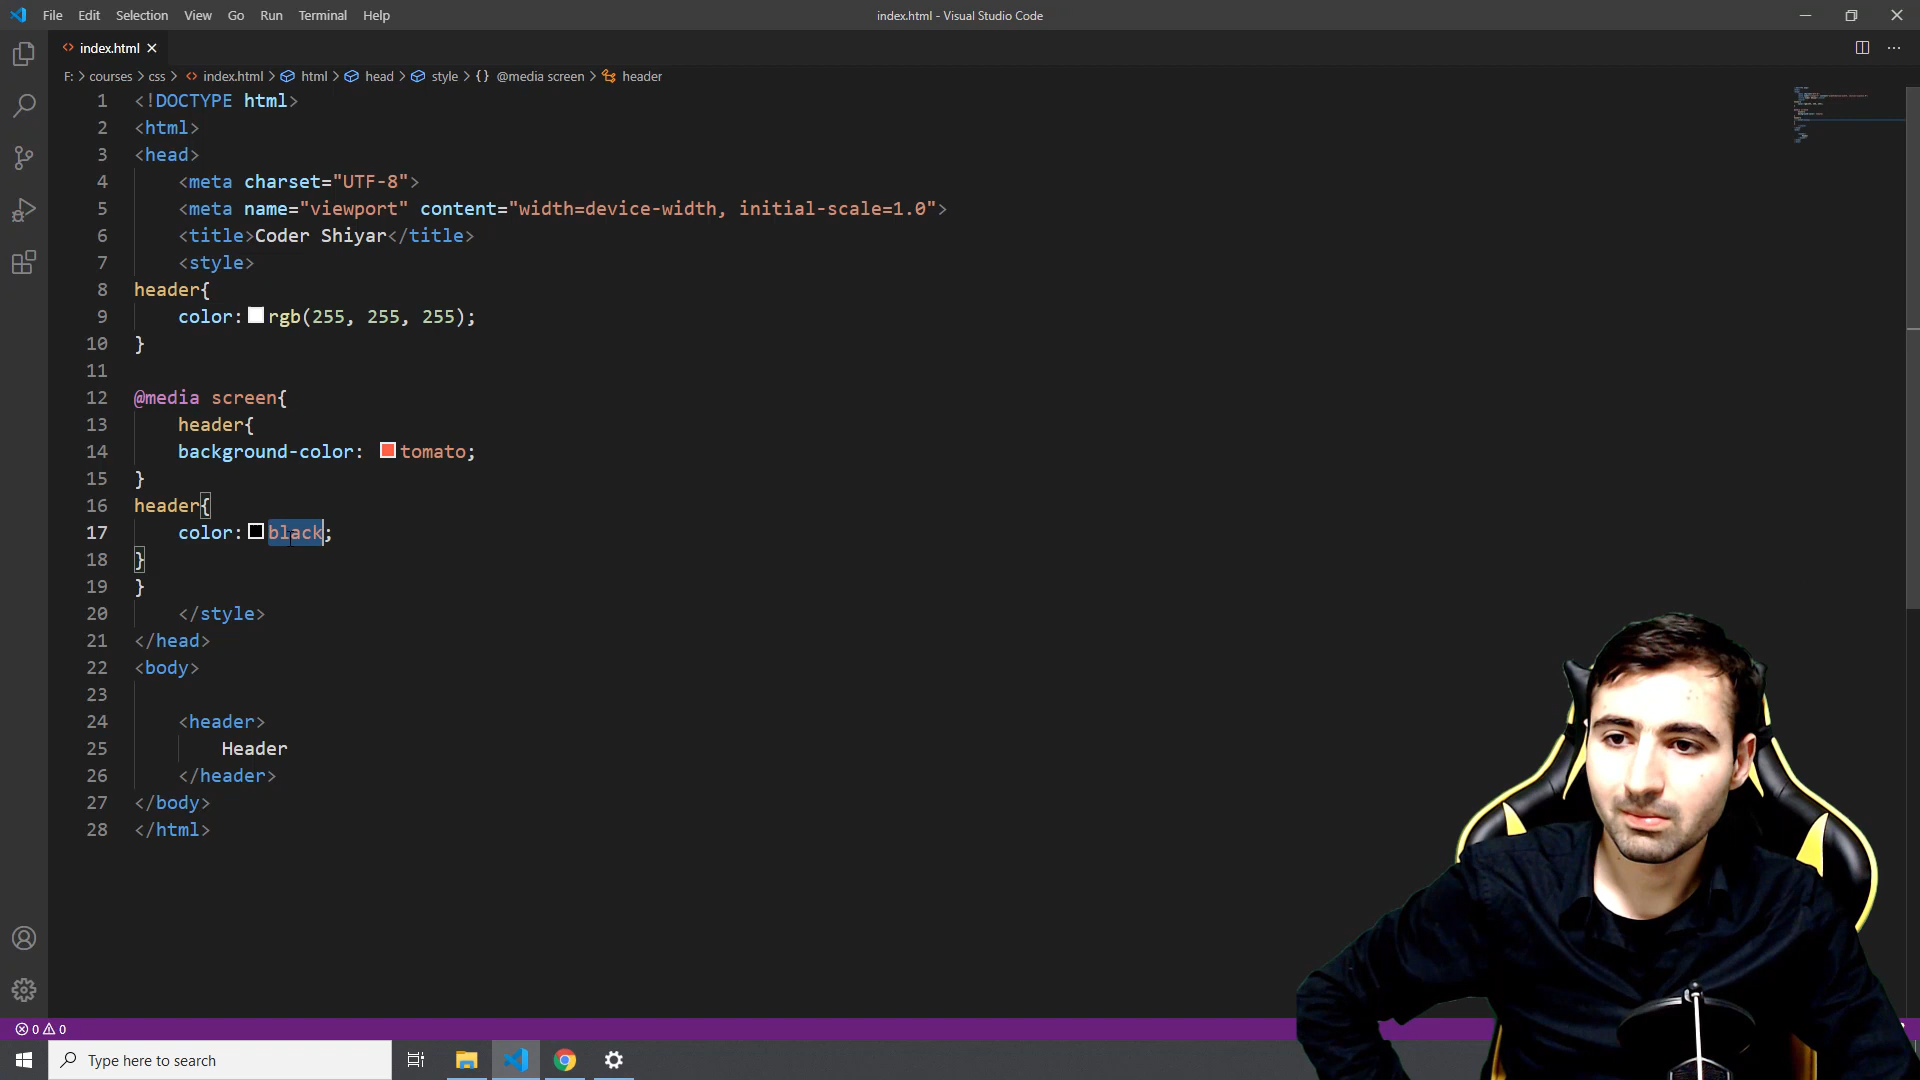 File Edit Selection View Go Run Terminal Help
index.html - Visual Studio Code
index.html
F: > courses > css > index.html > html > head > style > {} @media screen > header
1 <!DOCTYPE html>
2 <html>
3 <head>
4 <meta charset="UTF-8">
5 <meta name="viewport" content="width=device-width, initial-scale=1.0">
6 <title>Coder Shiyar</title>
7 <style>
8 header{
9 color: rgb(255, 255, 255);
10 }
11
12 @media screen{
13 header{
14 background-color: tomato;
15 }
16 header{
17 color: black;
18 }
19 }
20 </style>
21 </head>
22 <body>
23
24 <header>
25 Header
26 </header>
27 </body>
28 </html>
0 0
Type here to search